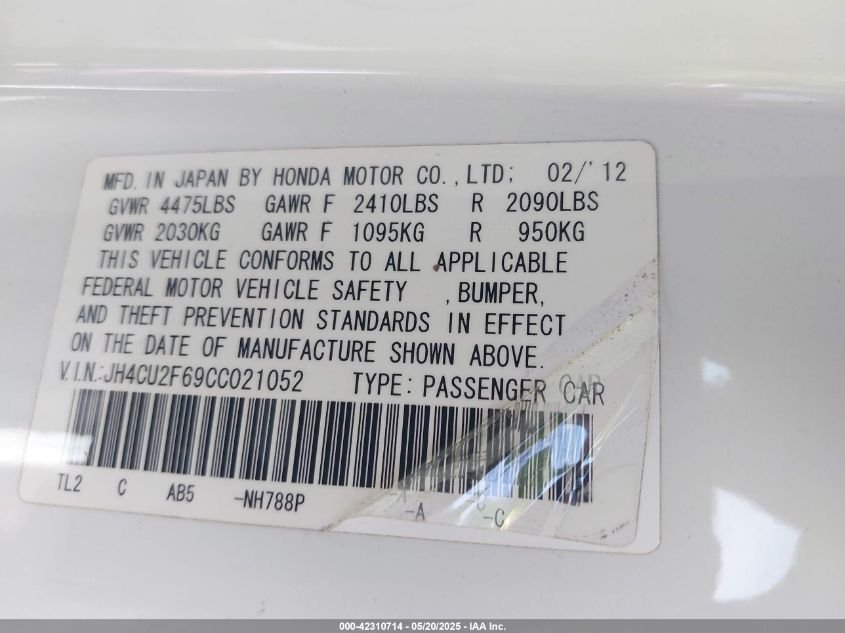 MFD. IN JAPAN BY HONDA MOTOR CO.,LTD; 02/'12
GVWR 4475LBS GAWR F 2410LBS R 2090LBS
GVWR 2030KG GAWR F 1095KG R 950KG
THIS VEHICLE CONFORMS TO ALL APPLICABLE
FEDERAL MOTOR VEHICLE SAFETY , BUMPER,
AND THEFT PREVENTION STANDARDS IN EFFECT
ON THE DATE OF MANUFACTURE SHOWN ABOVE.
V.I.N.:JH4CU2F69CC021052 TYPE: PASSENGER CAR
TL2 C AB5 -NH788P -A -C
000-42310714 - 05/20/2025 - IAA Inc.